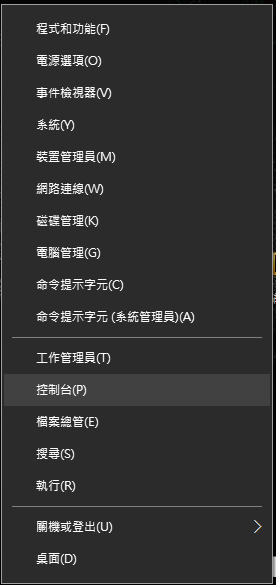 程式和功能(F)
電源選項(O)
事件檢視器(V)
系統(Y)
裝置管理員(M)
網路連線(W)
磁碟管理(K)
電腦管理(G)
命令提示字元(C)
命令提示字元 (系統管理員)(A)
工作管理員(T)
控制台(P)
檔案總管(E)
搜尋(S)
執行(R)
關機或登出(U)
桌面(D)